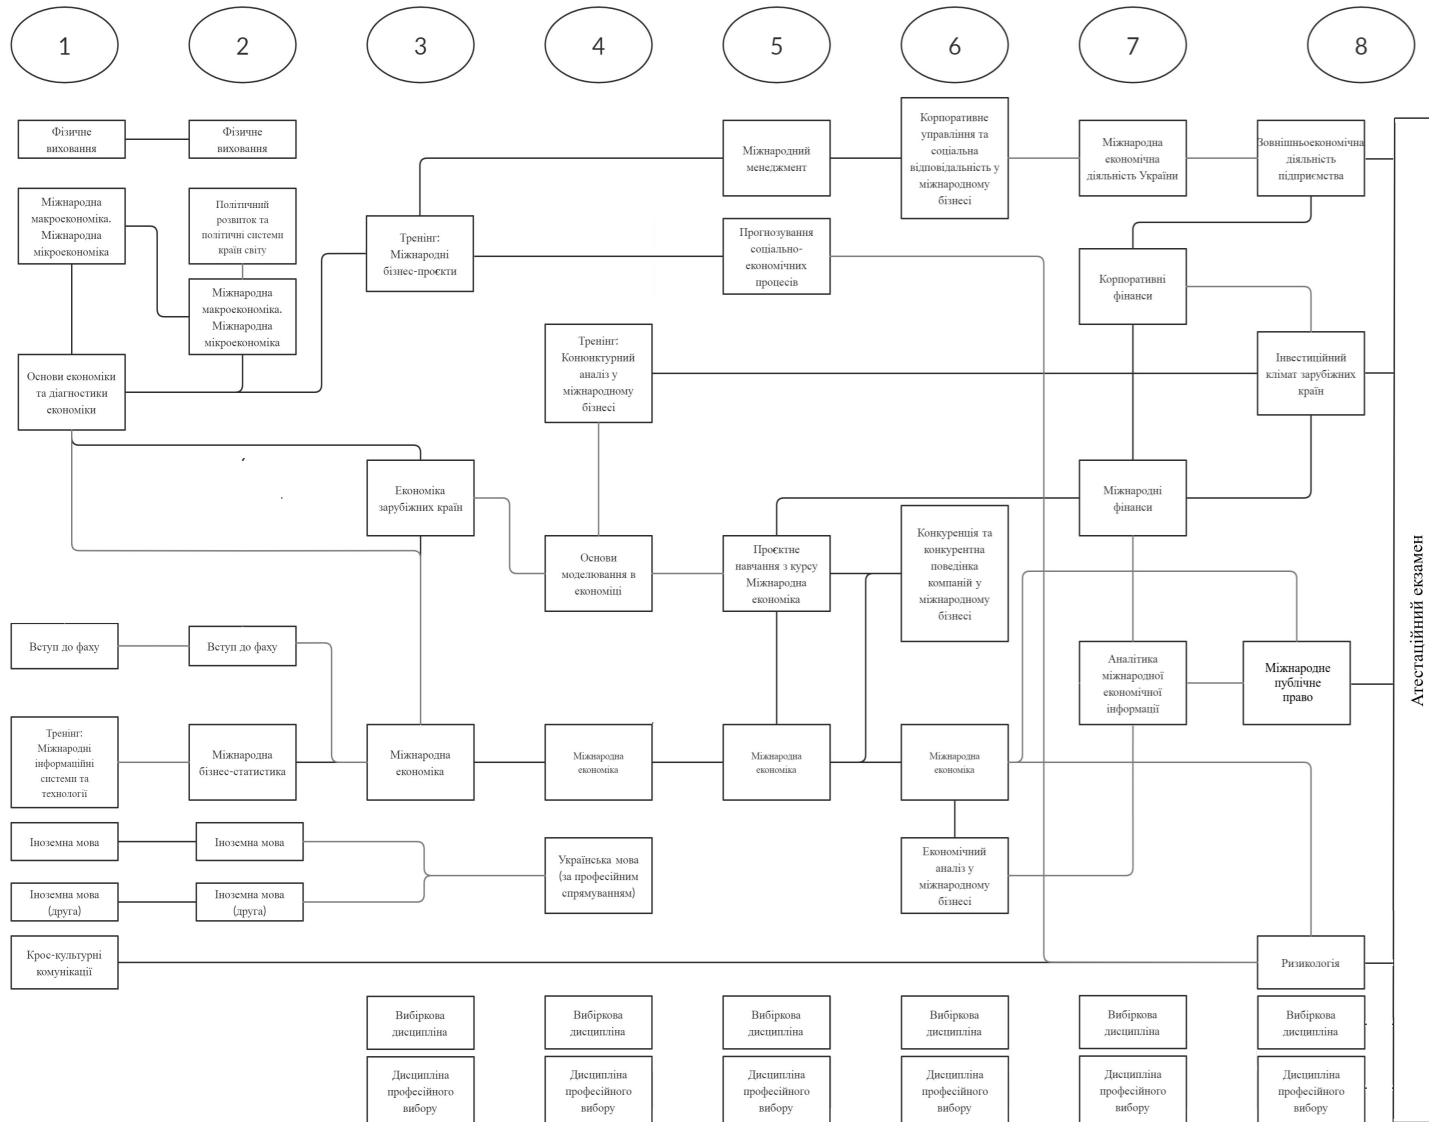 1
2
3
4
5
6
7
8
Фізичне
виховання
Фізичне
виховання
Міжнародний
менеджмент
Корпоративне
управління та
соціальна
відповідальність у
міжнародному
бізнесі
Міжнародна
економічна
діяльність України
Зовнішньоекономічна
діяльність
підприємства
Міжнародна
макроекономіка.
Міжнародна
мікроекономіка
Політичний
розвиток та
політичні системи
країн світу
Тренінг:
Міжнародні
бізнес-проєкти
Прогнозування
соціально-
економічних
процесів
Міжнародна
макроекономіка.
Міжнародна
мікроекономіка
Корпоративні
фінанси
Основи економіки
та діагностики
економіки
Тренінг:
Конюнктурний
аналіз у
міжнародному
бізнесі
Інвестиційний
клімат зарубіжних
країн
Економіка
зарубіжних країн
Міжнародні
фінанси
Основи
моделювання в
економіці
Проєктне
навчання з курсу
Міжнародна
економіка
Конкуренція та
конкурентна
поведінка
компаній у
міжнародному
бізнесі
Атестаційний екзамен
Вступ до фаху
Вступ до фаху
Аналітика
міжнародної
економічної
інформації
Міжнародне
публічне
право
Тренінг:
Міжнародні
інформаційні
системи та
технології
Міжнародна
бізнес-статистика
Міжнародна
економіка
Міжнародна
економіка
Міжнародна
економіка
Міжнародна
економіка
Іноземна мова
Іноземна мова
Українська мова
(за професійним
спрямуванням)
Економічний
аналіз у
міжнародному
бізнесі
Іноземна мова
(друга)
Іноземна мова
(друга)
Крос-культурні
комунікації
Ризикологія
Вибіркова
дисципліна
Вибіркова
дисципліна
Вибіркова
дисципліна
Вибіркова
дисципліна
Вибіркова
дисципліна
Вибіркова
дисципліна
Дисципліна
професійного
вибору
Дисципліна
професійного
вибору
Дисципліна
професійного
вибору
Дисципліна
професійного
вибору
Дисципліна
професійного
вибору
Дисципліна
професійного
вибору